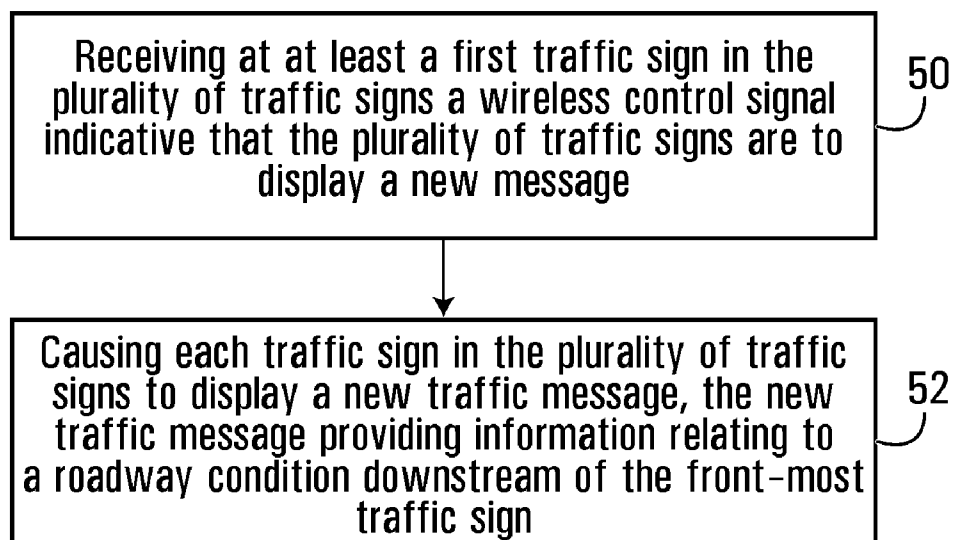 Receiving at at least a first traffic sign in the
plurality of traffic signs a wireless control signal
indicative that the plurality of traffic signs are to
display a new message
50
Causing each traffic sign in the plurality of traffic
signs to display a new traffic message, the new
traffic message providing information relating to
a roadway condition downstream of the front-most
traffic sign
52